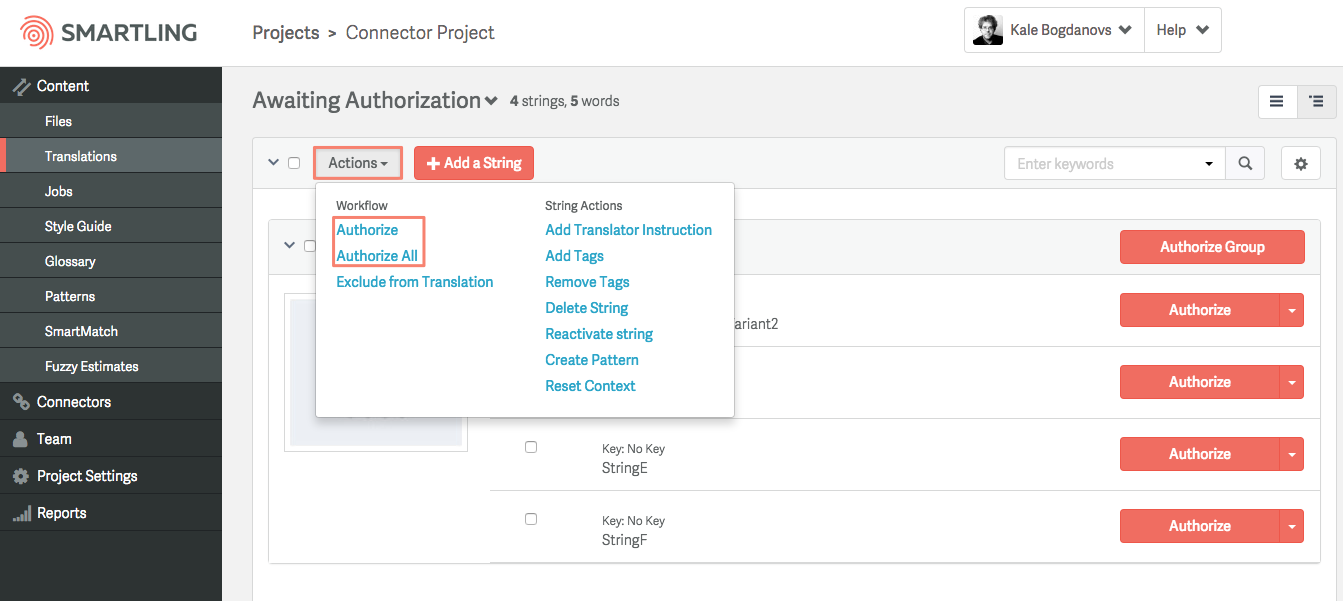 SMARTLING
Projects > Connector Project
Kale Bogdanovs
Help
Content
Files
Translations
Jobs
Style Guide
Glossary
Patterns
SmartMatch
Fuzzy Estimates
Connectors
Team
Project Settings
Reports
Awaiting Authorization 4 strings, 5 words
Actions
+ Add a String
Enter keywords
Workflow
Authorize
Authorize All
Exclude from Translation
String Actions
Add Translator Instruction
Add Tags
Remove Tags
Delete String
Reactivate string
Create Pattern
Reset Context
Authorize Group
ariant2
Authorize
Authorize
Key: No Key
StringE
Authorize
Key: No Key
StringF
Authorize